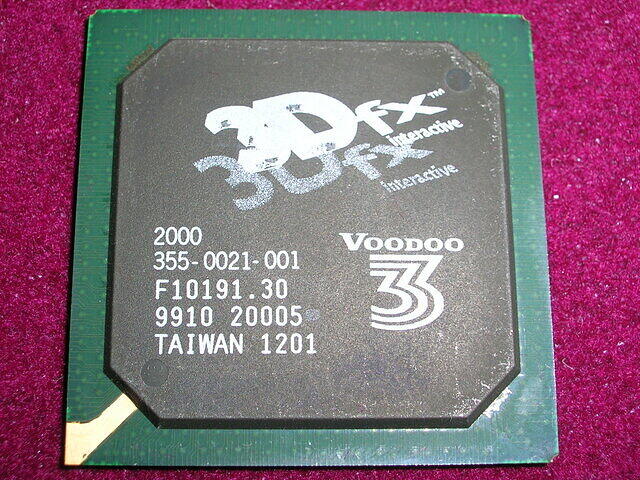 3Dfx™
interactive
3Dfx
interactive
2000
355-0021-001
F10191.30
9910 20005
TAIWAN 1201
VOODOO
3